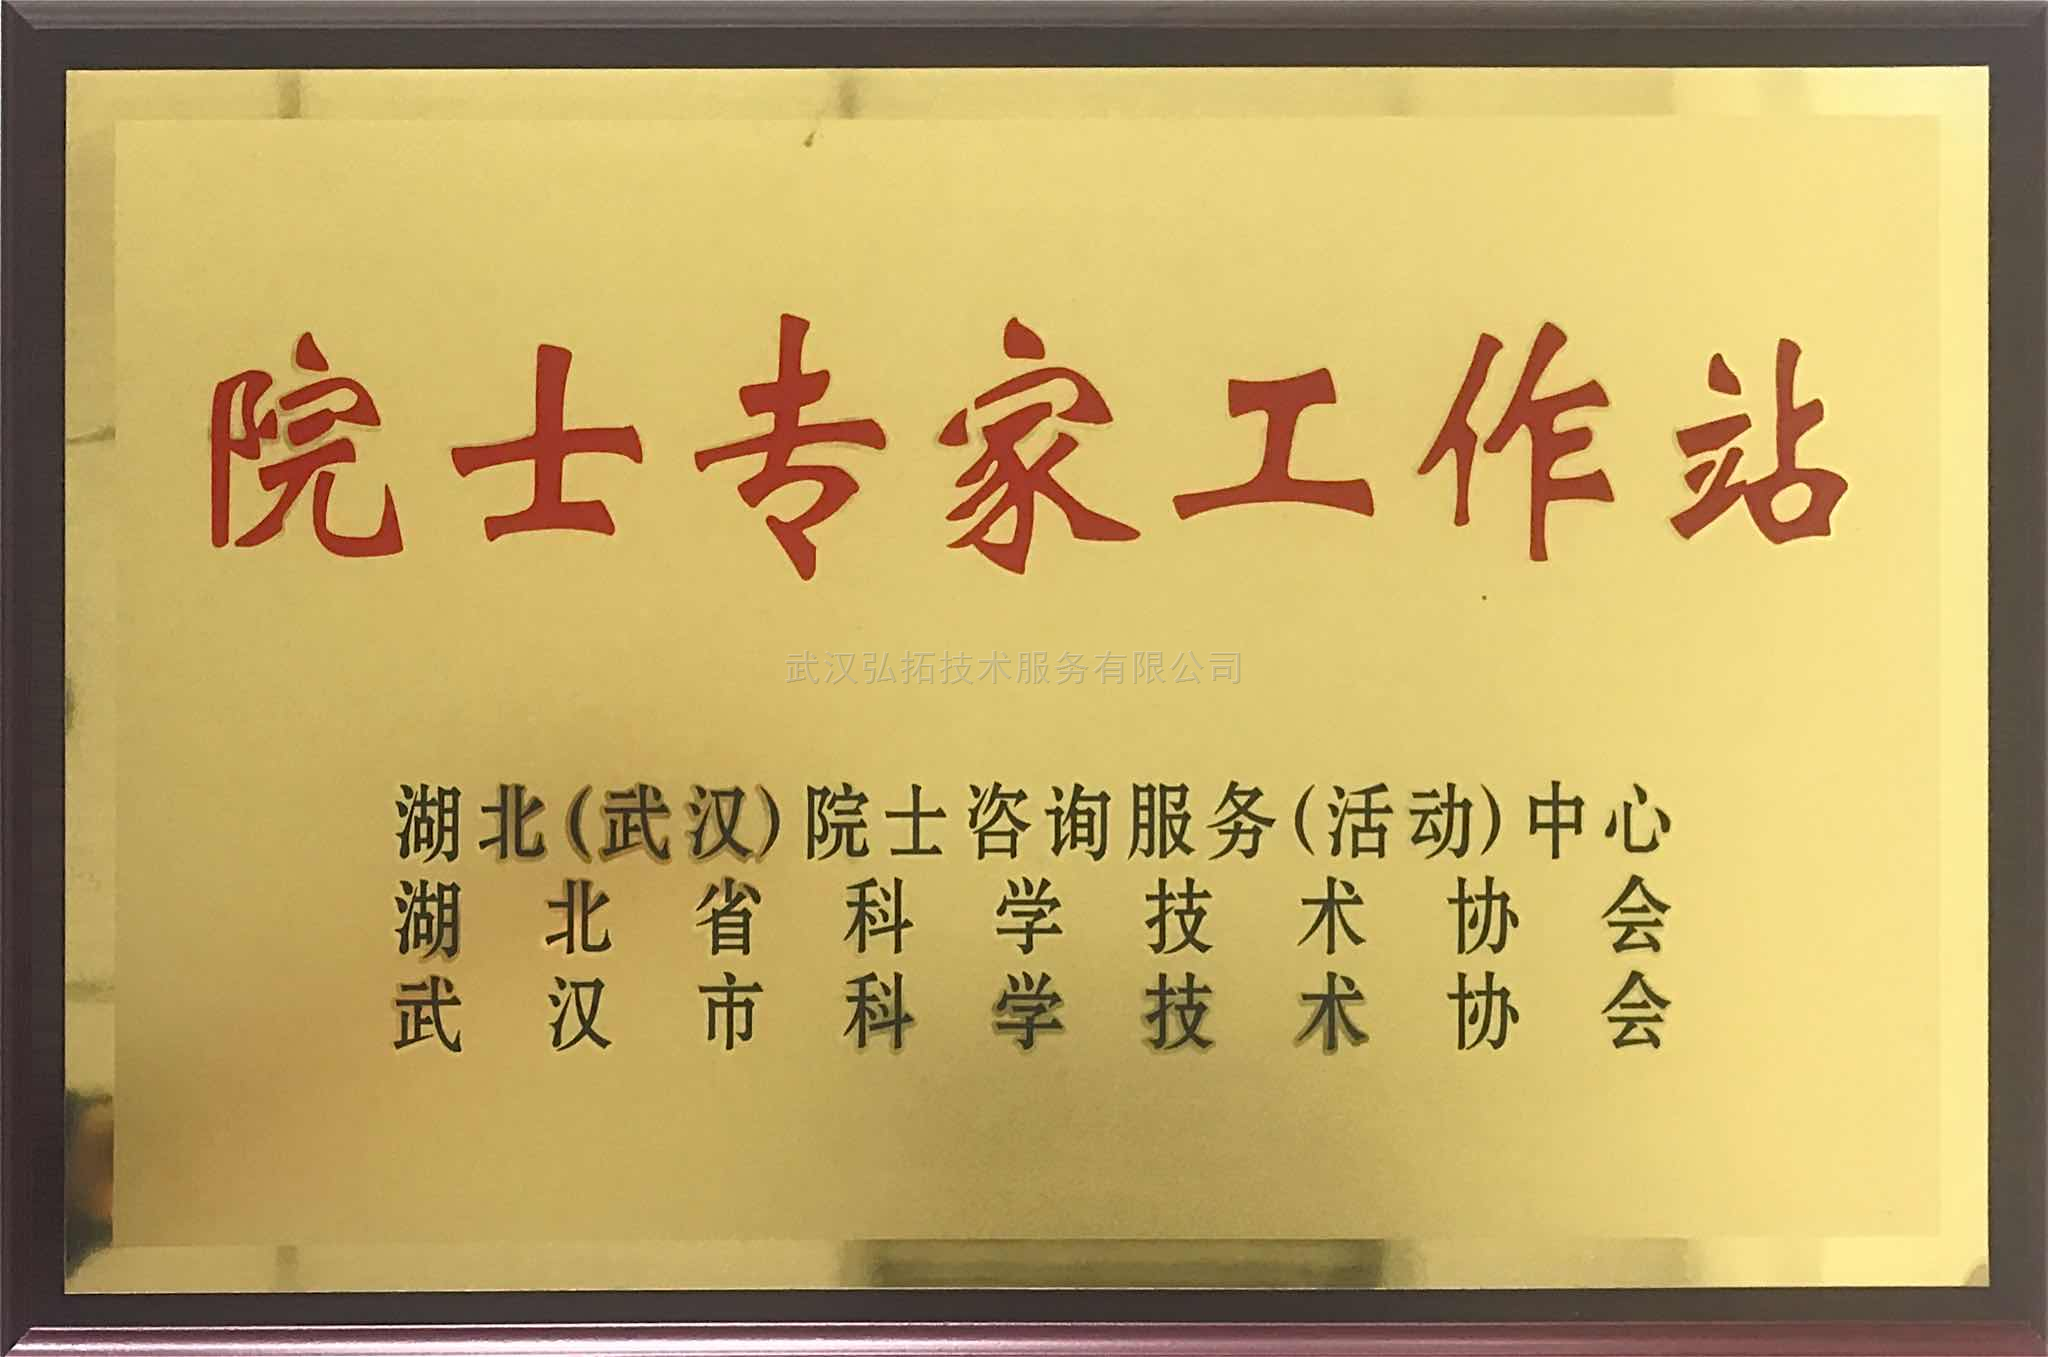 院士专家工作站
武汉弘拓技术服务有限公司
湖北(武汉)院士咨询服务(活动)中心
湖北省科学技术协会
武汉市科学技术协会